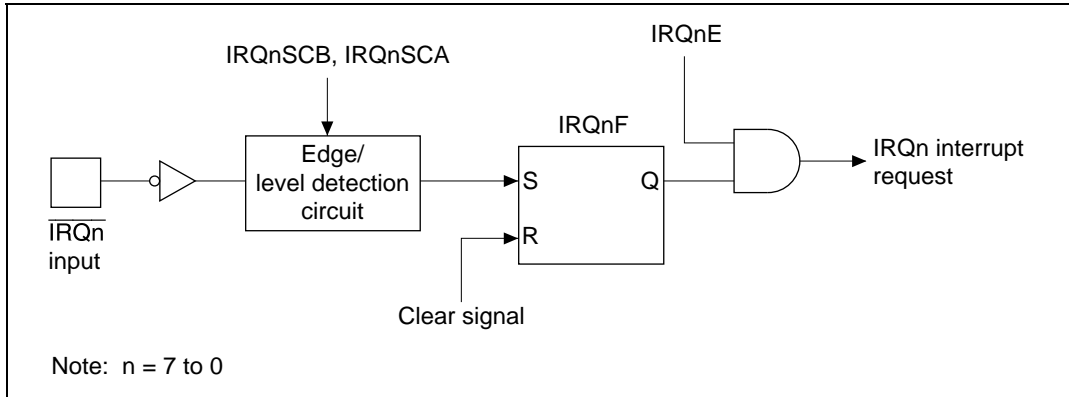 IRQnE
IRQnSCB, IRQnSCA
IRQnF
Edge/
level detection
circuit
S
Q
R
IRQn interrupt
request
IRQn
input
Clear signal
Note: n = 7 to 0